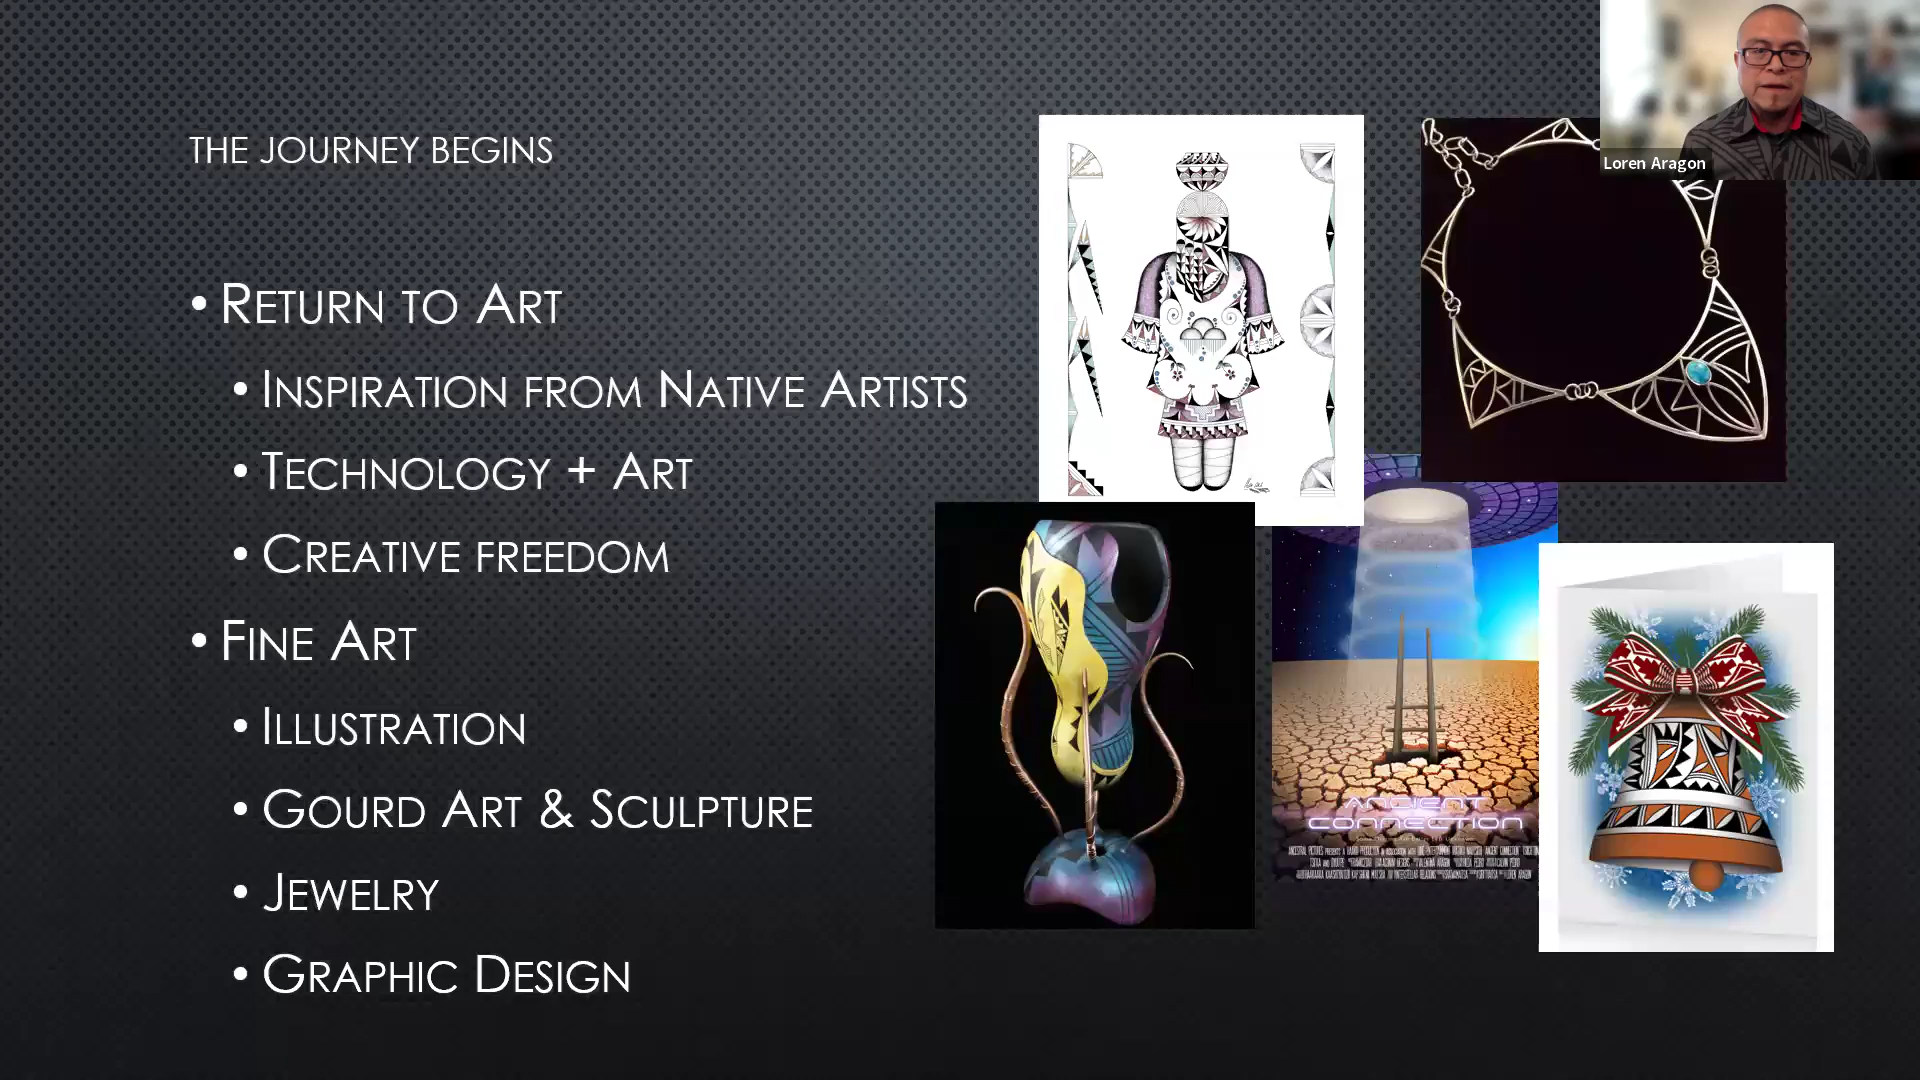 THE JOURNEY BEGINS
• RETURN TO ART
• INSPIRATION FROM NATIVE ARTISTS
• TECHNOLOGY + ART
• CREATIVE FREEDOM
• FINE ART
• ILLUSTRATION
• GOURD ART & SCULPTURE
• JEWELRY
• GRAPHIC DESIGN
Loren Aragon
ANCIENT
CONNECTION